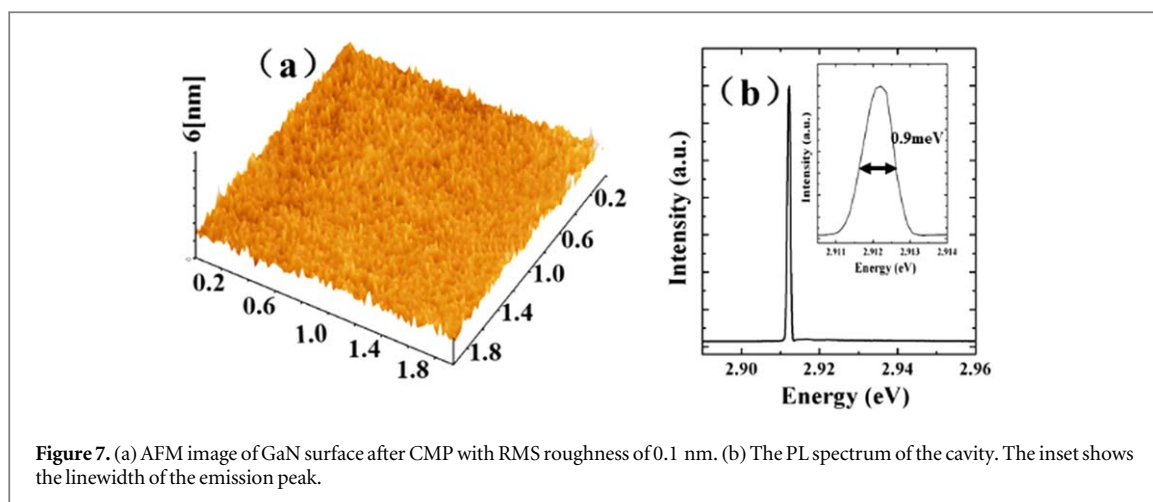 （a）
6[nm]
0
0.2
0.6
1.0
1.4
1.8
0.2
0.6
1.0
1.4
1.8
（b）
Intensity (a.u.)
2.90
2.92
2.94
2.96
Energy (eV)
Intensity (a.u.)
0.9meV
2.911
2.912
2.913
2.914
Energy (eV)
Figure 7. (a) AFM image of GaN surface after CMP with RMS roughness of 0.1 nm. (b) The PL spectrum of the cavity. The inset shows
the linewidth of the emission peak.